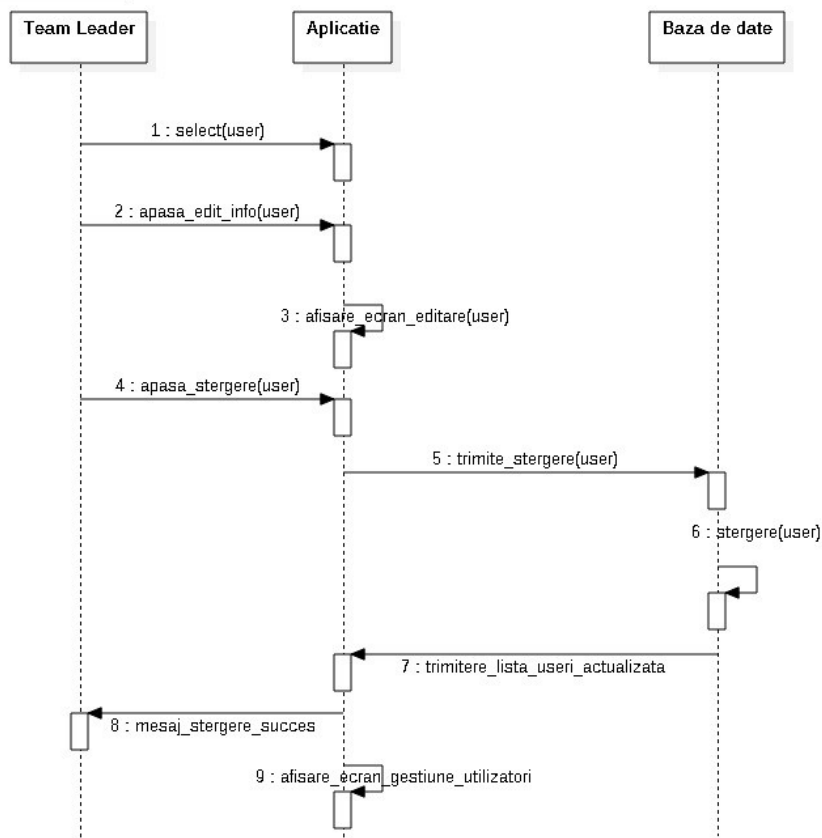 Team Leader
Aplicatie
Baza de date
1 : select(user)
2 : apasa_edit_info(user)
3 : afisare_ecran_editare(user)
4 : apasa_stergere(user)
5 : trimite_stergere(user)
6 : stergere(user)
7 : trimitere_lista_useri_actualizata
8 : mesaj_stergere_succes
9 : afisare_ecran_gestiune_utilizatori